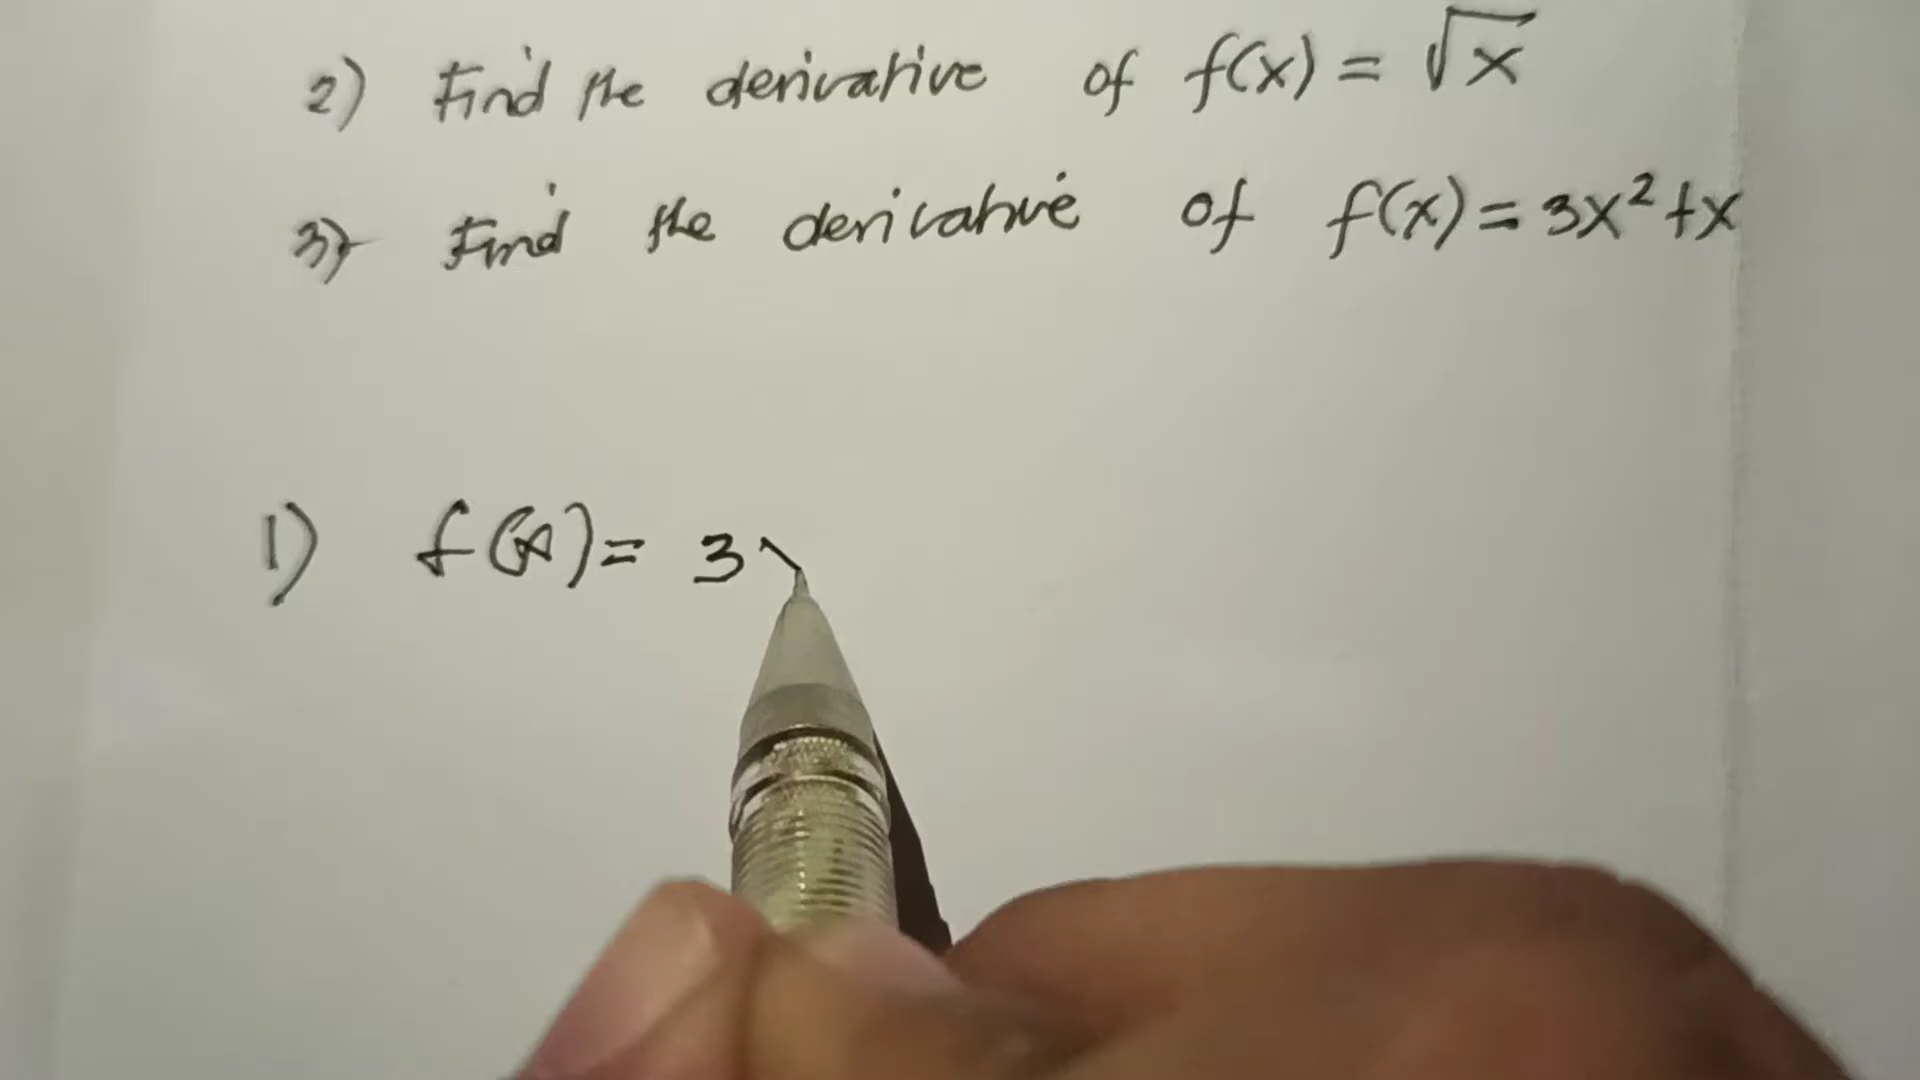 2) Find the derivative of f(x) = √x
3) Find the derivative of f(x) = 3x² + x
1) f(x) = 3